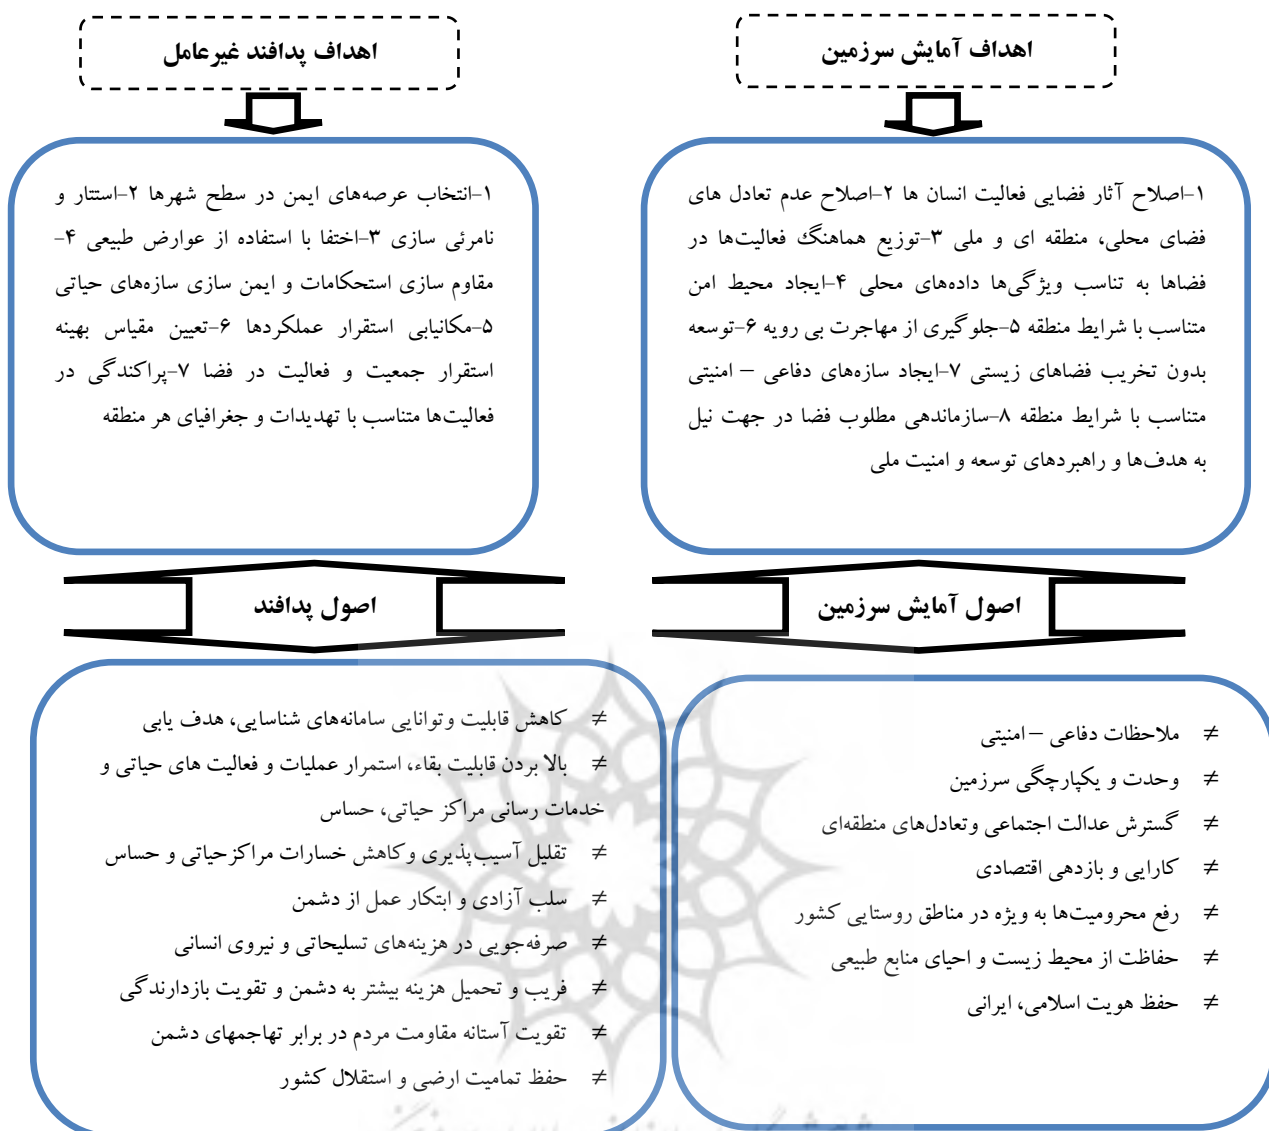 اهداف آمایش سرزمین
۱-اصلاح آثار فضایی فعالیت انسان ها ۲-اصلاح عدم تعادل های
فضای محلی، منطقه ای و ملی ۳-توزیع هماهنگ فعالیت‌ها در
فضاها به تناسب ویژگی‌ها داده‌های محلی ۴-ایجاد محیط امن
متناسب با شرایط منطقه ۵-جلوگیری از مهاجرت بی رویه ۶-توسعه
بدون تخریب فضاهای زیستی ۷-ایجاد سازه‌های دفاعی – امنیتی
متناسب با شرایط منطقه ۸-سازماندهی مطلوب فضا در جهت نیل
به هدف‌ها و راهبردهای توسعه و امنیت ملی
اصول آمایش سرزمین
≠ ملاحظات دفاعی – امنیتی
≠ وحدت و یکپارچگی سرزمین
≠ گسترش عدالت اجتماعی وتعادل‌های منطقه‌ای
≠ کارایی و بازدهی اقتصادی
≠ رفع محرومیت‌ها به ویژه در مناطق روستایی کشور
≠ حفاظت از محیط زیست و احیای منابع طبیعی
≠ حفظ هویت اسلامی، ایرانی
اهداف پدافند غیرعامل
۱-انتخاب عرصه‌های ایمن در سطح شهرها ۲-استتار و
نامرئی سازی ۳-اختفا با استفاده از عوارض طبیعی ۴-
مقاوم سازی استحکامات و ایمن سازی سازه‌های حیاتی
۵-مکانیابی استقرار عملکردها ۶-تعیین مقیاس بهینه
استقرار جمعیت و فعالیت در فضا ۷-پراکندگی در
فعالیت‌ها متناسب با تهدیدات و جغرافیای هر منطقه
اصول پدافند
≠ کاهش قابلیت وتوانایی سامانه‌های شناسایی، هدف یابی
≠ بالا بردن قابلیت بقاء، استمرار عملیات و فعالیت های حیاتی و
خدمات رسانی مراکز حیاتی، حساس
≠ تقلیل آسیب‌پذیری وکاهش خسارات مراکزحیاتی و حساس
≠ سلب آزادی و ابتکار عمل از دشمن
≠ صرفه‌جویی در هزینه‌های تسلیحاتی و نیروی انسانی
≠ فریب و تحمیل هزینه بیشتر به دشمن و تقویت بازدارندگی
≠ تقویت آستانه مقاومت مردم در برابر تهاجمهای دشمن
≠ حفظ تمامیت ارضی و استقلال کشور